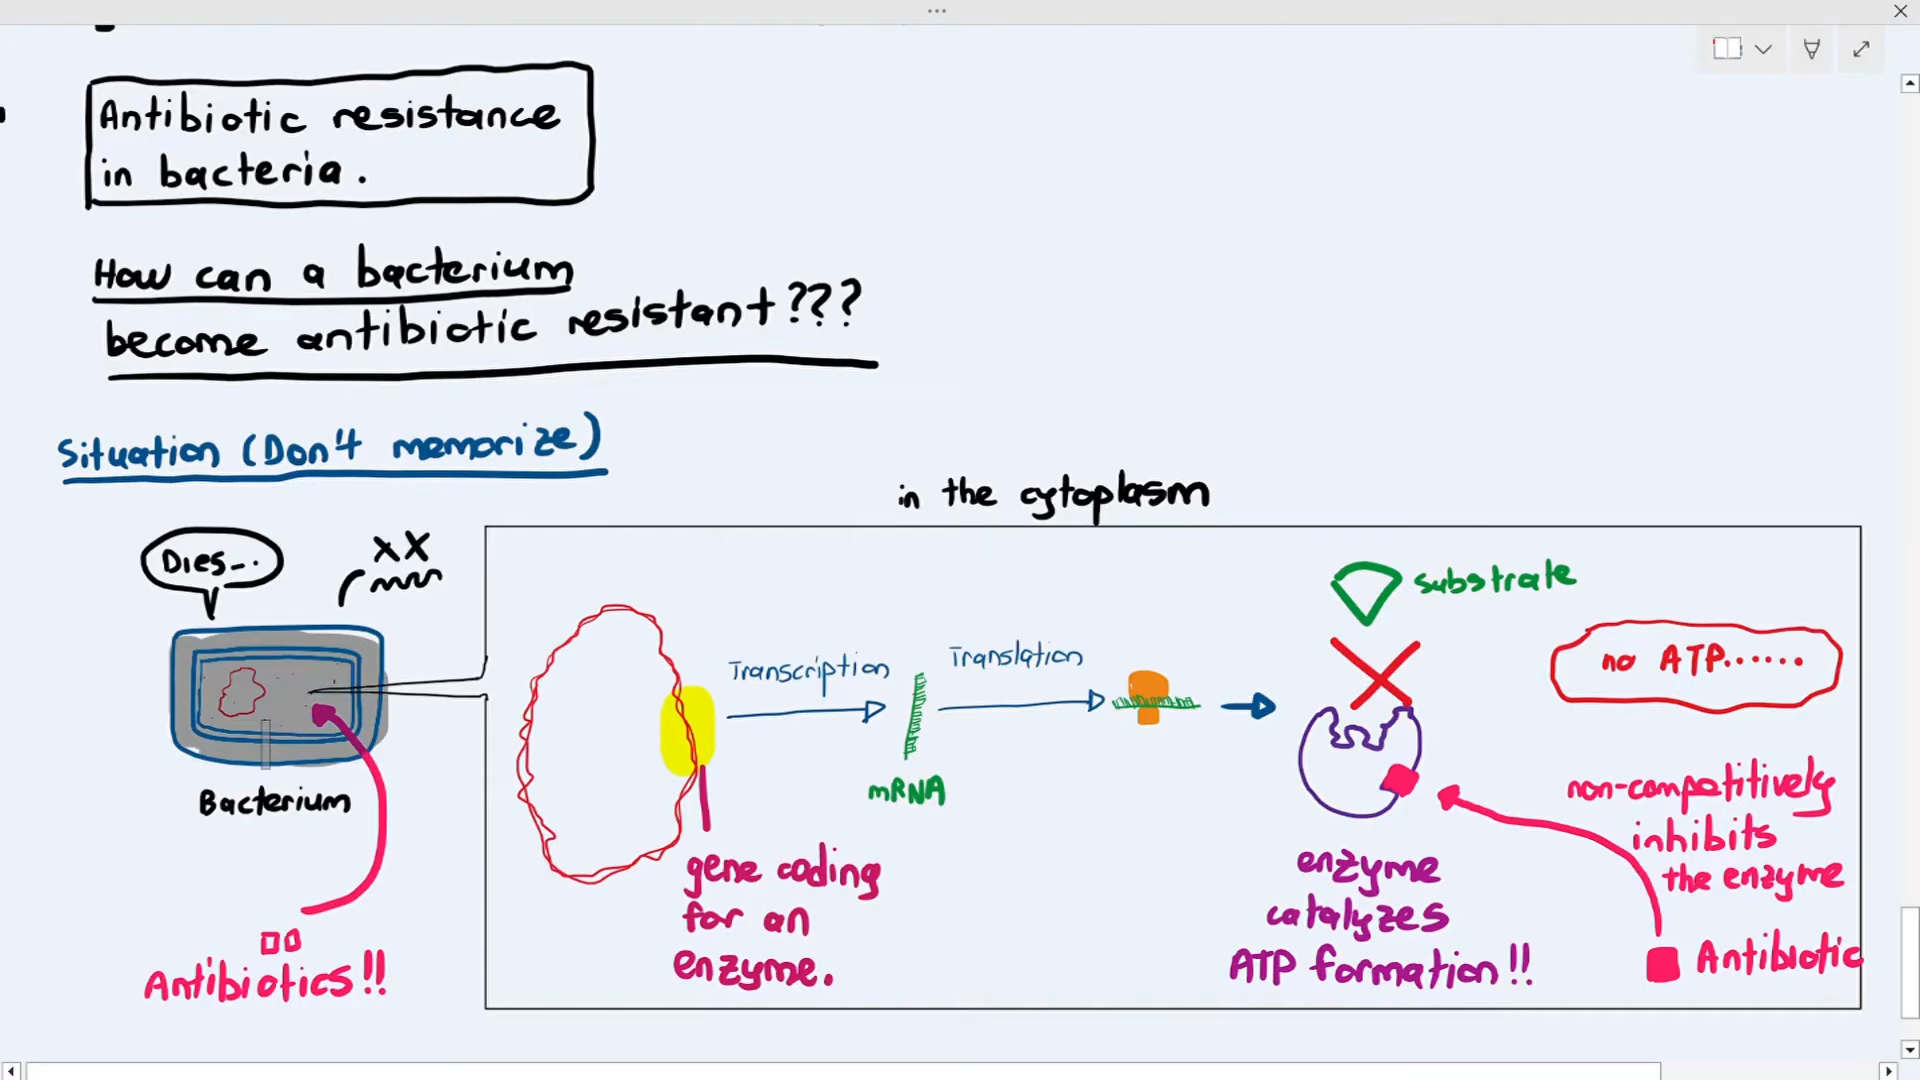 Antibiotic resistance
in bacteria.
How can a bacterium
become antibiotic resistant???
Situation (Don't memorize)
in the cytoplasm
Dies...
xX
Bacterium
Antibiotics!!
Transcription
mRNA
Translation
gene coding
for an
enzyme.
substrate
enzyme
catalyzes
ATP formation!!
no ATP......
non-competitively
inhibits
the enzyme
Antibiotic